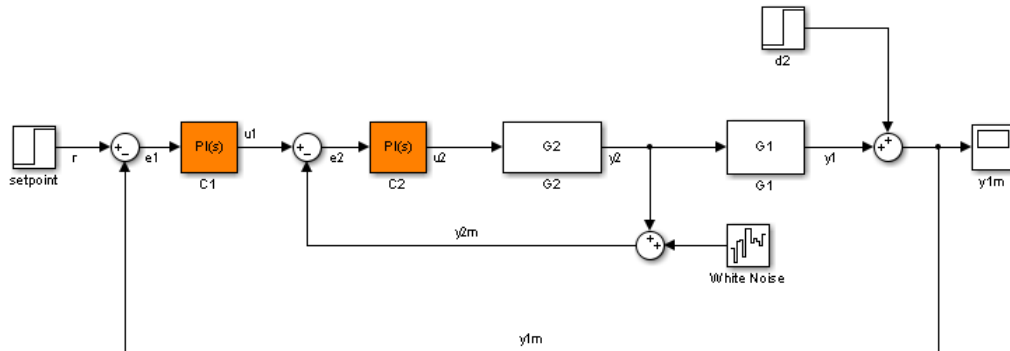 d2
PI(s)
u1
PI(s)
G2
G1
r
e1
e2
u2
y2
y1
setpoint
C1
C2
G2
G1
y1m
y2m
White Noise
y1m